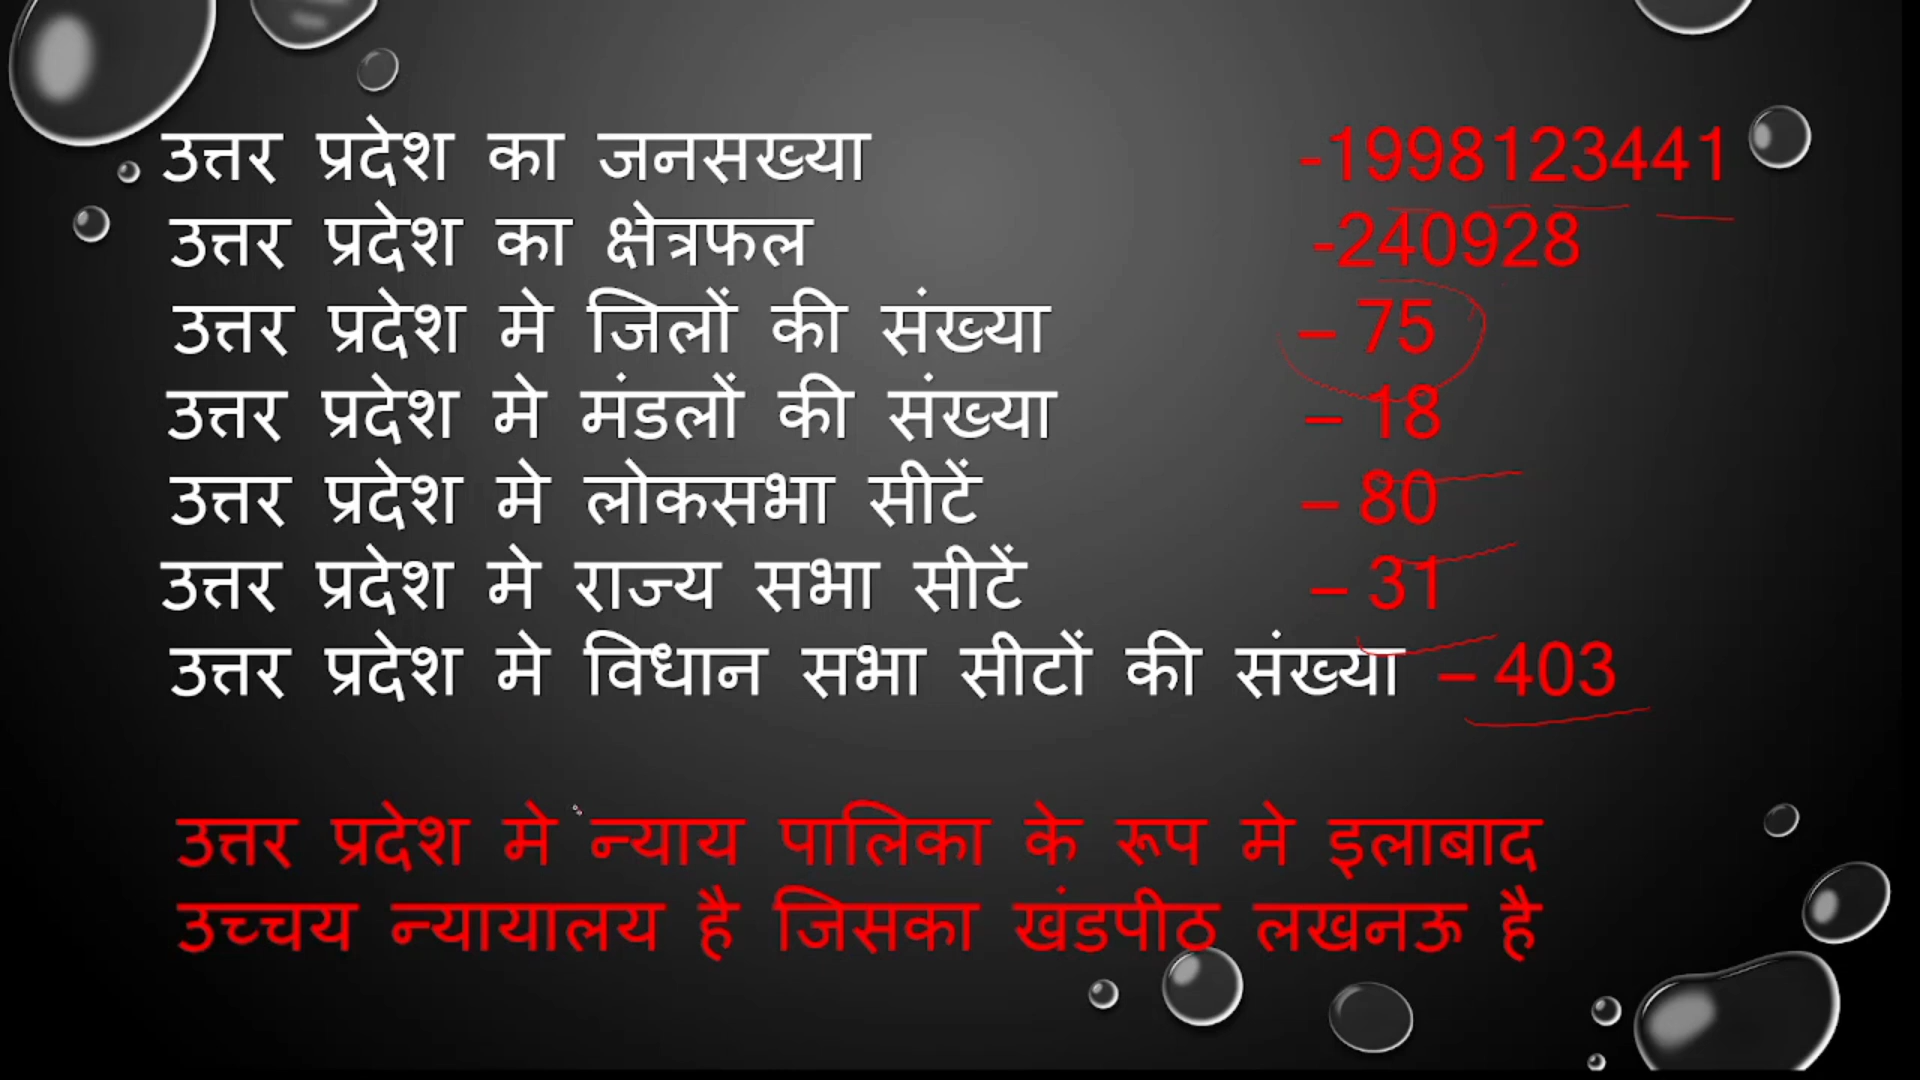 उत्तर प्रदेश का जनसख्या -1998123441
उत्तर प्रदेश का क्षेत्रफल -240928
उत्तर प्रदेश मे जिलों की संख्या – 75
उत्तर प्रदेश मे मंडलों की संख्या – 18
उत्तर प्रदेश मे लोकसभा सीटें – 80
उत्तर प्रदेश मे राज्य सभा सीटें – 31
उत्तर प्रदेश मे विधान सभा सीटों की संख्या – 403
उत्तर प्रदेश मे न्याय पालिका के रूप मे इलाबाद
उच्चय न्यायालय है जिसका खंडपीठ लखनऊ है